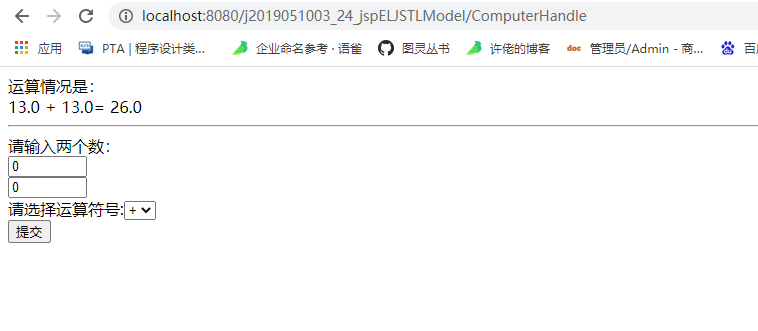 localhost:8080/j2019051003_24_jspELJSTLModel/ComputerHandle
应用 PTA | 程序设计类... 企业命名参考 · 语雀 图灵丛书 许佬的博客 doc 管理员/Admin - 商... 百度
运算情况是：
13.0 + 13.0= 26.0
请输入两个数：
0
0
请选择运算符号:+
提交